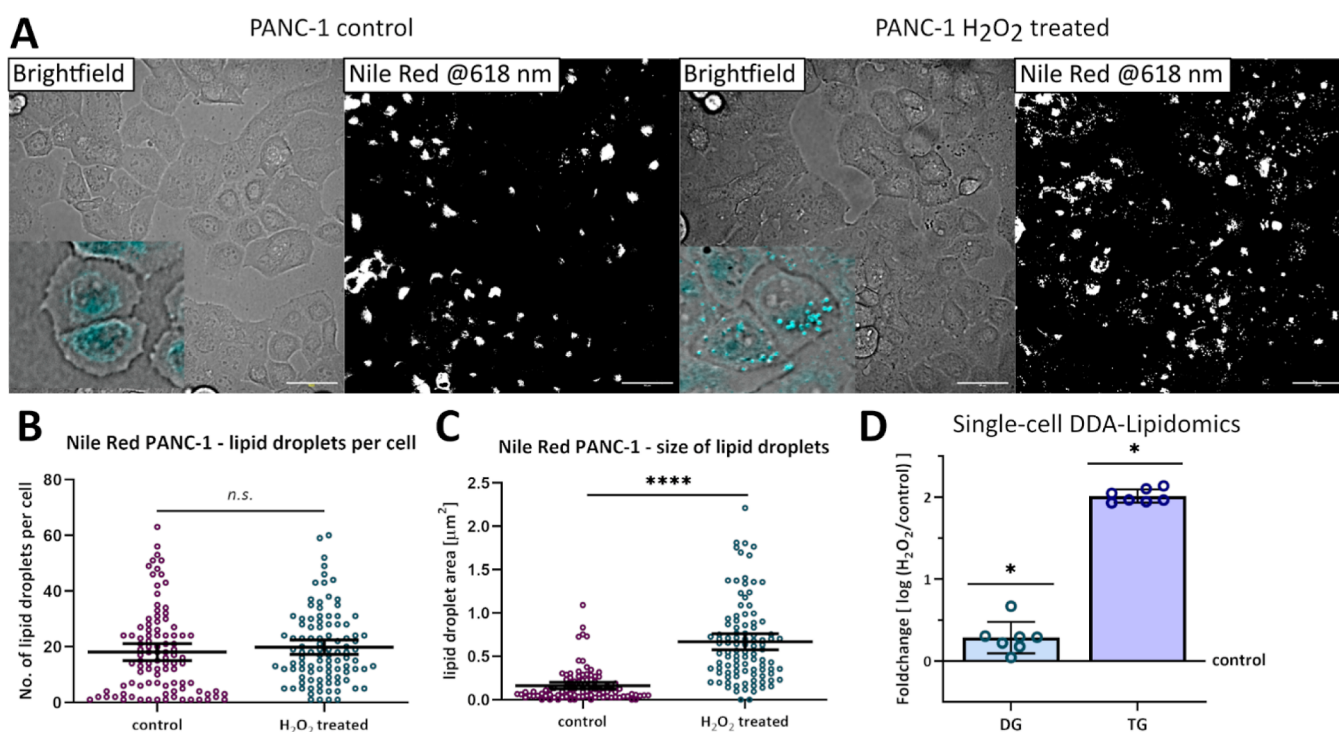 A
PANC-1 control
PANC-1 H₂O₂ treated
Brightfield
Nile Red @618 nm
Brightfield
Nile Red @618 nm
B
Nile Red PANC-1 - lipid droplets per cell
No. of lipid droplets per cell
80
60
40
20
0
n.s.
control
H₂O₂ treated
C
Nile Red PANC-1 - size of lipid droplets
lipid droplet area [µm²]
2.5
2.0
1.5
1.0
0.5
0.0
****
control
H₂O₂ treated
D
Single-cell DDA-Lipidomics
Foldchange [ log (H₂O₂/control) ]
2
1
0
*
*
control
DG
TG